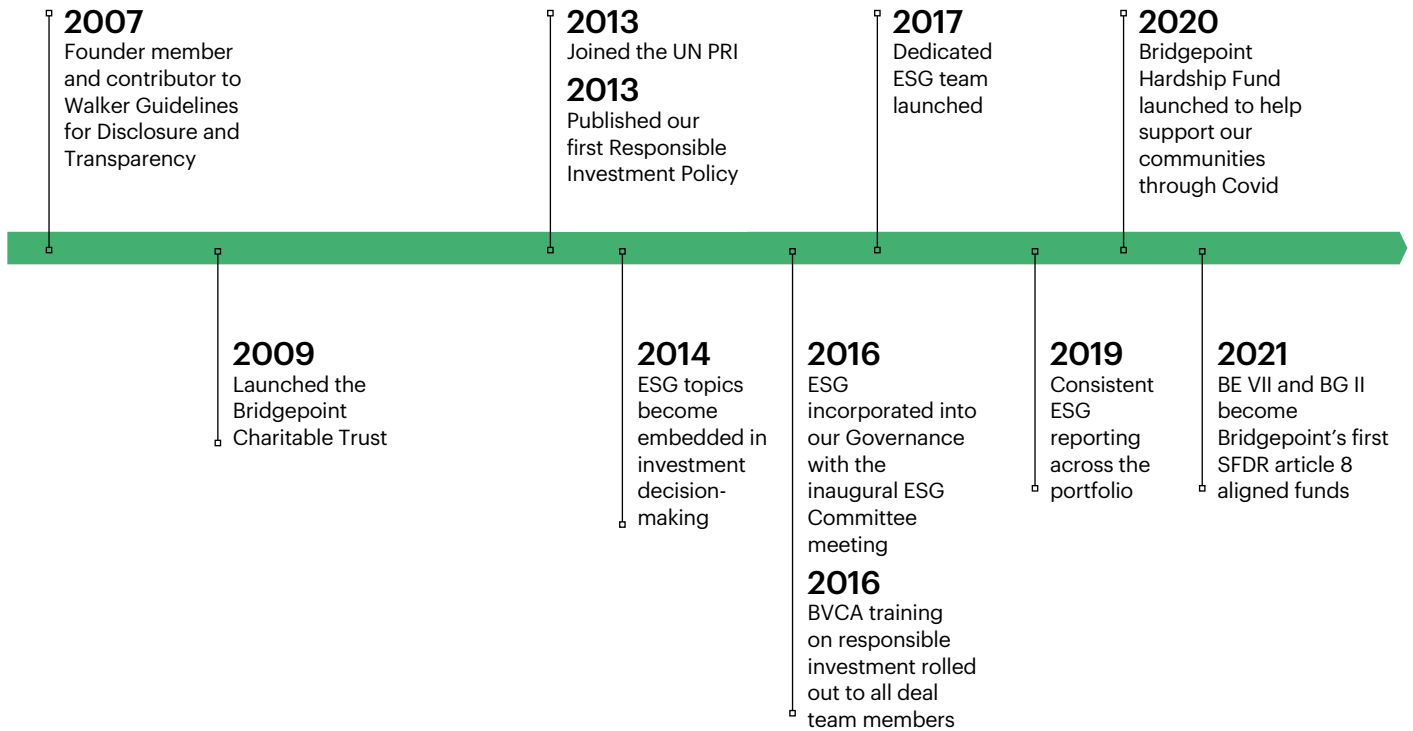 2007
Founder member
and contributor to
Walker Guidelines
for Disclosure and
Transparency
2009
Launched the
Bridgepoint
Charitable Trust
2013
Joined the UN PRI
2013
Published our
first Responsible
Investment Policy
2014
ESG topics
become
embedded in
investment
decision-
making
2016
ESG
incorporated into
our Governance
with the
inaugural ESG
Committee
meeting
2016
BVCA training
on responsible
investment rolled
out to all deal
team members
2017
Dedicated
ESG team
launched
2019
Consistent
ESG
reporting
across the
portfolio
2020
Bridgepoint
Hardship Fund
launched to help
support our
communities
through Covid
2021
BE VII and BG II
become
Bridgepoint’s first
SFDR article 8
aligned funds